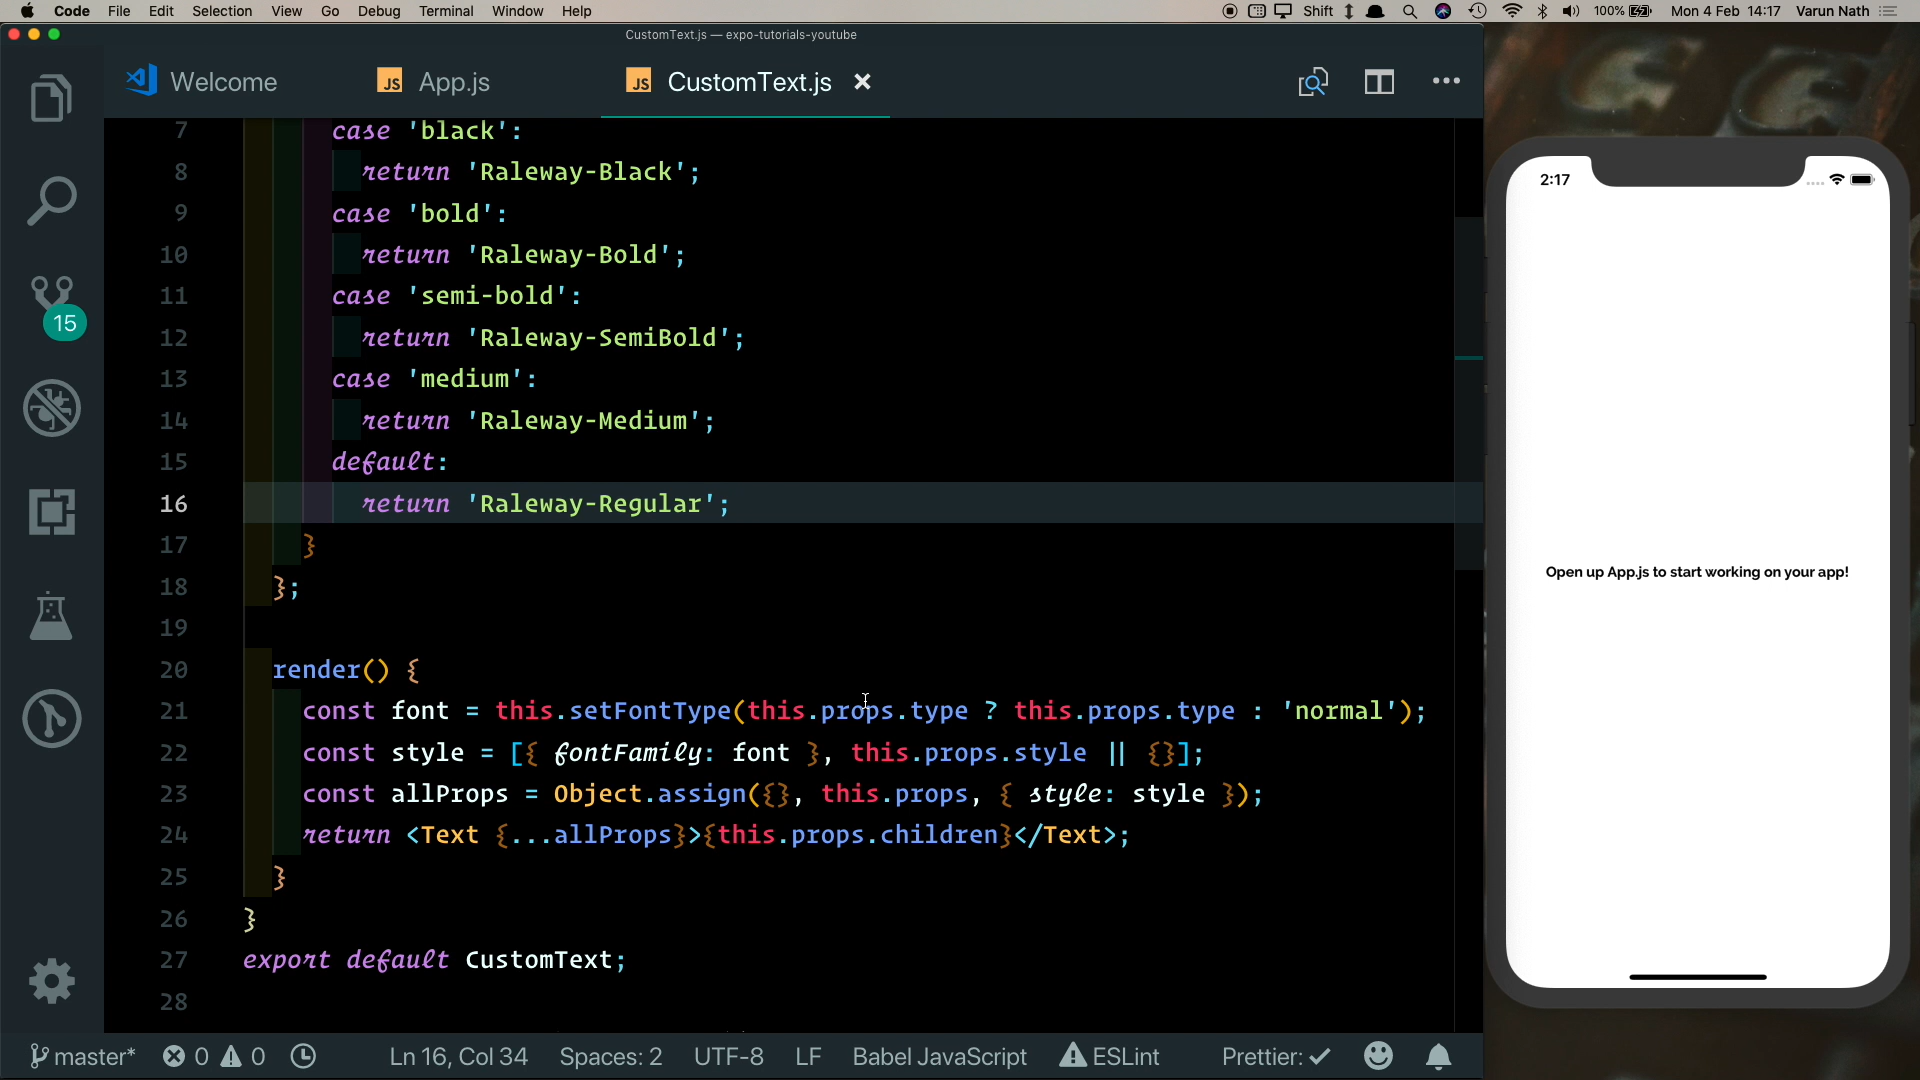 Code File Edit Selection View Go Debug Terminal Window Help Shift 100% Mon 4 Feb 14:17 Varun Nath
CustomText.js — expo-tutorials-youtube
Welcome JS App.js JS CustomText.js
7 case 'black':
8 return 'Raleway-Black';
9 case 'bold':
10 return 'Raleway-Bold';
11 case 'semi-bold':
12 return 'Raleway-SemiBold';
13 case 'medium':
14 return 'Raleway-Medium';
15 default:
16 return 'Raleway-Regular';
17 }
18 };
19
20 render() {
21 const font = this.setFontType(this.props.type ? this.props.type : 'normal');
22 const style = [{ fontFamily: font }, this.props.style || {}];
23 const allProps = Object.assign({}, this.props, { style: style });
24 return <Text {...allProps}>{this.props.children}</Text>;
25 }
26 }
27 export default CustomText;
28
15
master* 0 0 Ln 16, Col 34 Spaces: 2 UTF-8 LF Babel JavaScript ESLint Prettier: ✓
2:17
Open up App.js to start working on your app!